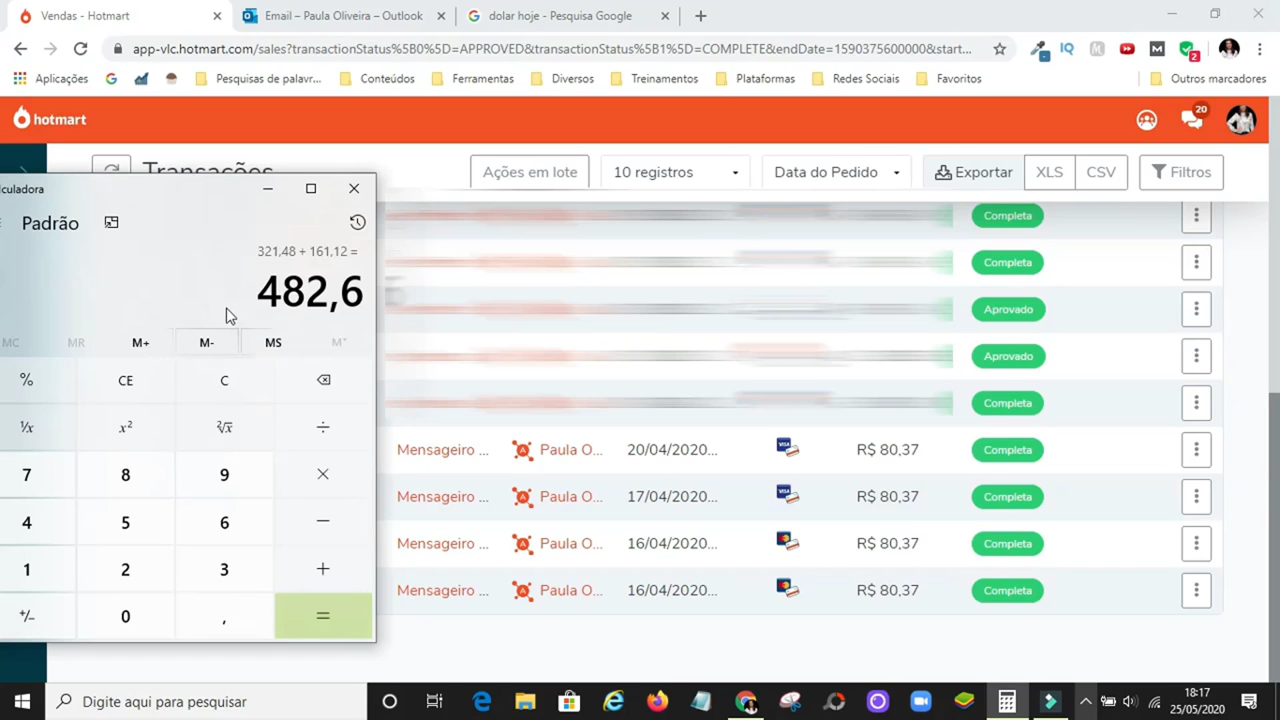 Vendas - Hotmart
Email – Paula Oliveira – Outlook
dolar hoje - Pesquisa Google
app-vlc.hotmart.com/sales?transactionStatus%5B0%5D=APPROVED&transactionStatus%5B1%5D=COMPLETE&endDate=1590375600000&start...
Aplicações
Pesquisas de palavr...
Conteúdos
Ferramentas
Diversos
Treinamentos
Plataformas
Redes Sociais
Favoritos
Outros marcadores
2
hotmart
20
Transações
Ações em lote
10 registros
Data do Pedido
Exportar
XLS
CSV
Filtros
culadora
Padrão
321,48 + 161,12 =
482,6
MC MR M+ M- MS M˅
% CE C
⅟x x² ²√x ÷
7 8 9 ×
4 5 6 −
1 2 3 +
+/− 0 , =
Completa
Completa
Aprovado
Aprovado
Completa
Mensageiro ... Paula O... 20/04/2020... VISA R$ 80,37 Completa
Mensageiro ... Paula O... 17/04/2020... VISA R$ 80,37 Completa
Mensageiro ... Paula O... 16/04/2020... R$ 80,37 Completa
Mensageiro ... Paula O... 16/04/2020... R$ 80,37 Completa
Digite aqui para pesquisar
18:17
25/05/2020